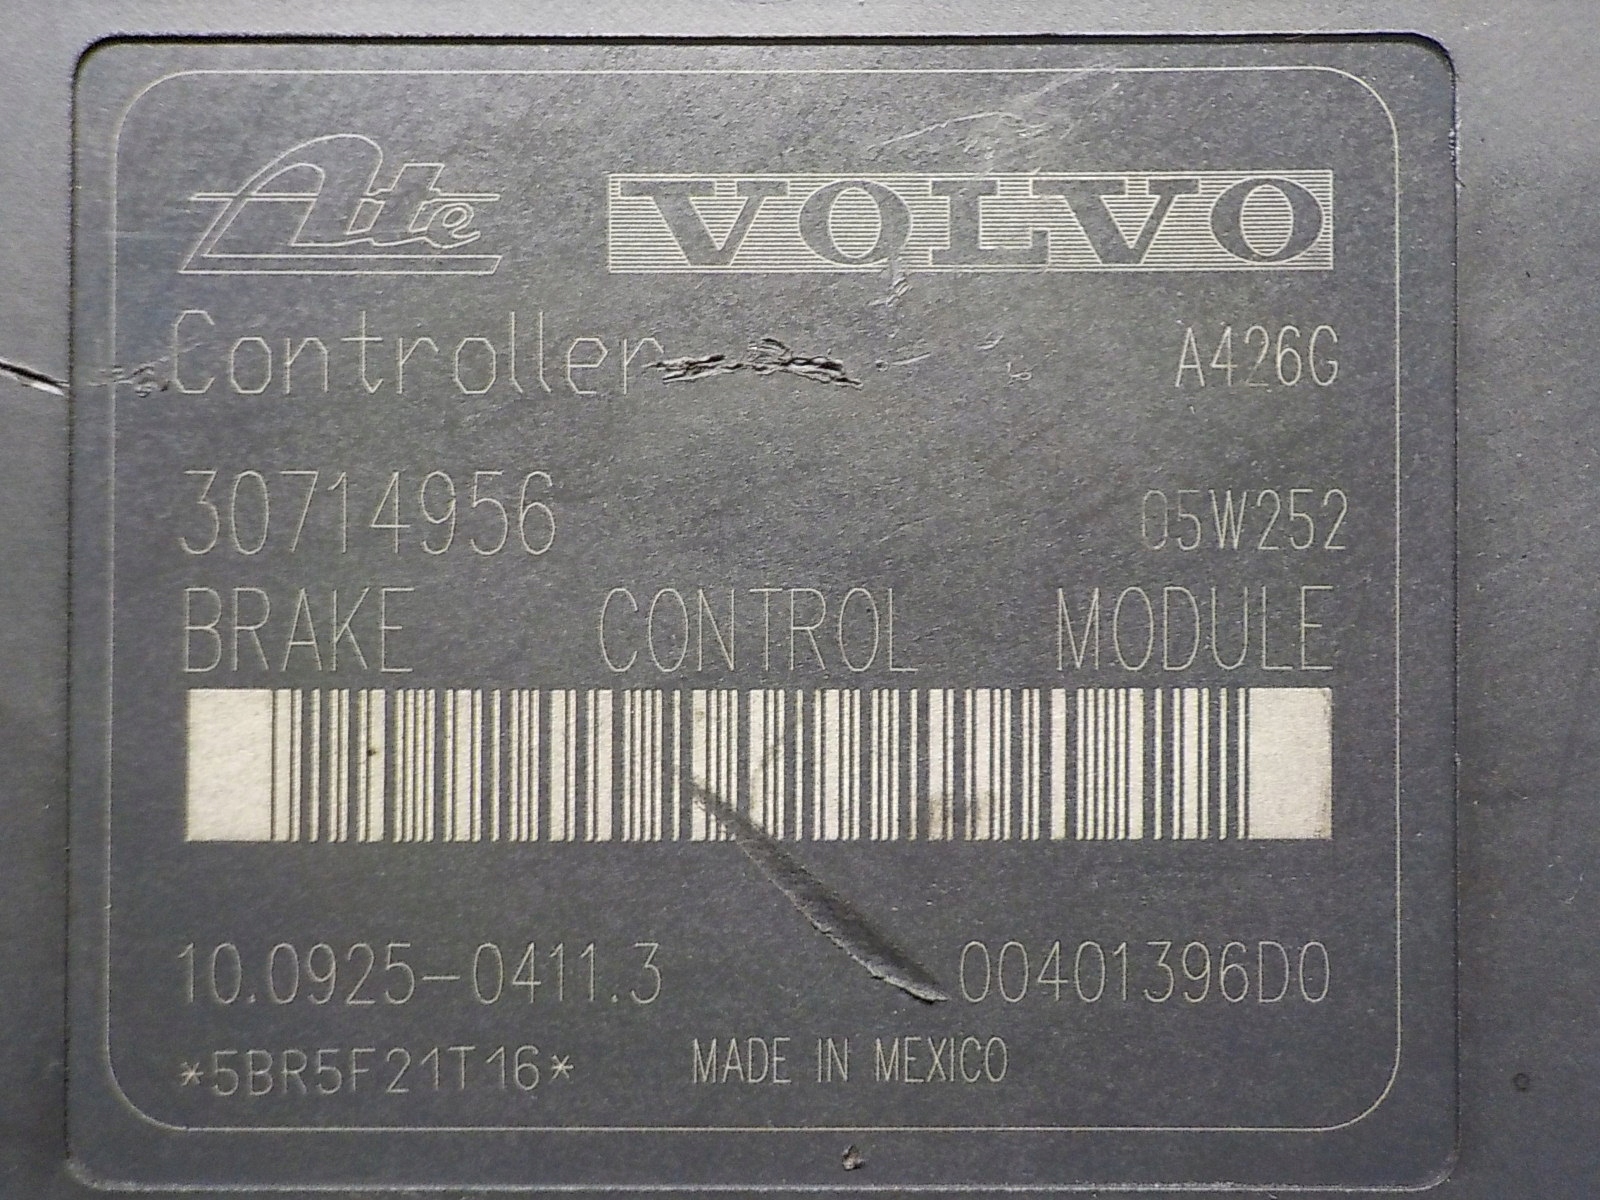 Ate VOLVO
Controller A426G
30714956 05W252
BRAKE CONTROL MODULE
10.0925-0411.3 00401396D0
*5BR5F21T16* MADE IN MEXICO